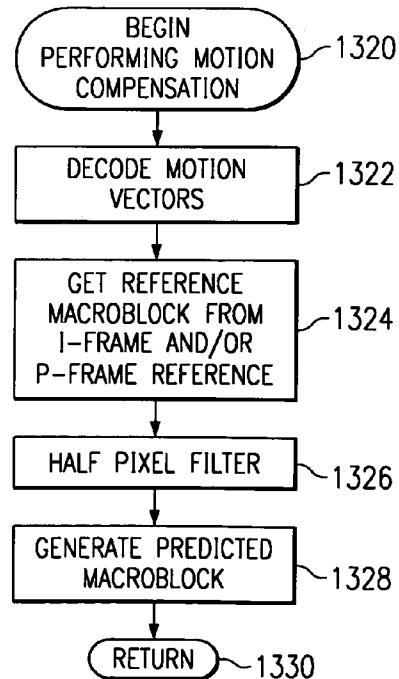 BEGIN
PERFORMING MOTION
COMPENSATION
1320
DECODE MOTION
VECTORS
1322
GET REFERENCE
MACROBLOCK FROM
I-FRAME AND/OR
P-FRAME REFERENCE
1324
HALF PIXEL FILTER
1326
GENERATE PREDICTED
MACROBLOCK
1328
RETURN
1330